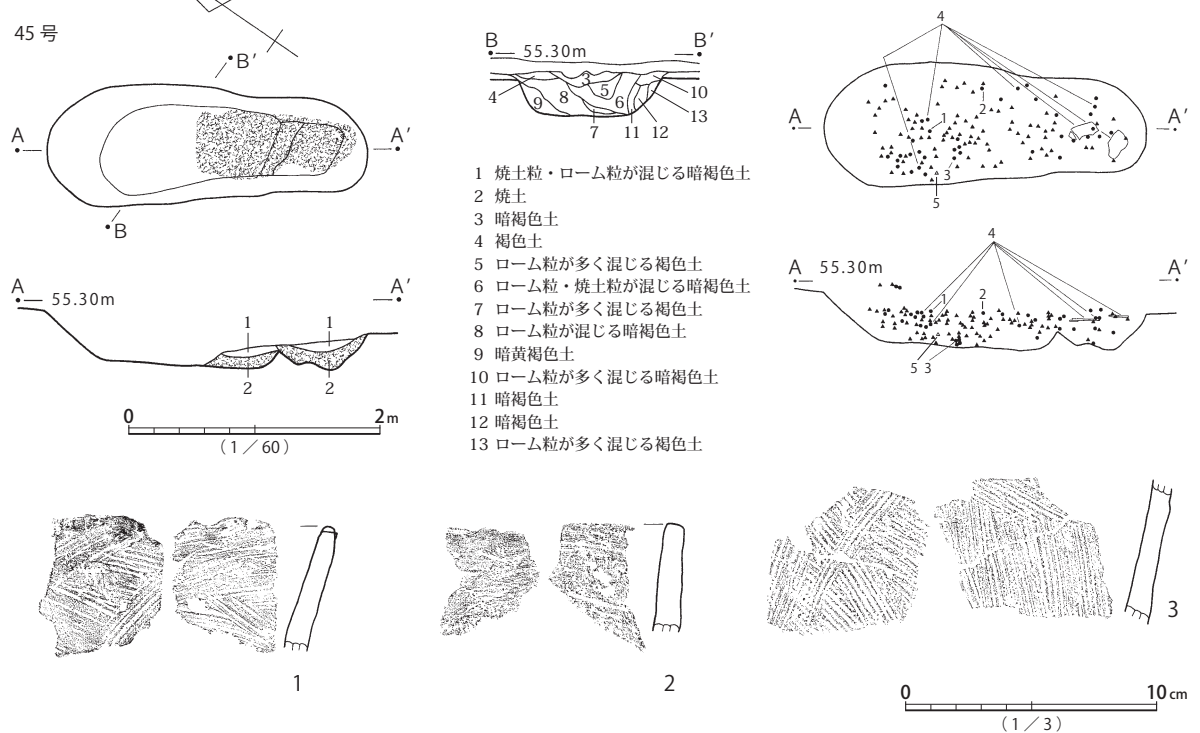 45 号
B′
A
A′
B
A
55.30m
A′
1
1
2
2
0
2m
（1／60）
B
55.30m
B′
3
5
4
8
9
6
10
13
12
7
11
1 焼土粒・ローム粒が混じる暗褐色土
2 焼土
3 暗褐色土
4 褐色土
5 ローム粒が多く混じる褐色土
6 ローム粒・焼土粒が混じる暗褐色土
7 ローム粒が多く混じる褐色土
8 ローム粒が混じる暗褐色土
9 暗黄褐色土
10 ローム粒が多く混じる暗褐色土
11 暗褐色土
12 暗褐色土
13 ローム粒が多く混じる褐色土
4
2
1
A
A′
3
5
4
A
55.30m
A′
1
2
5 3
1
2
3
0
10cm
（1／3）